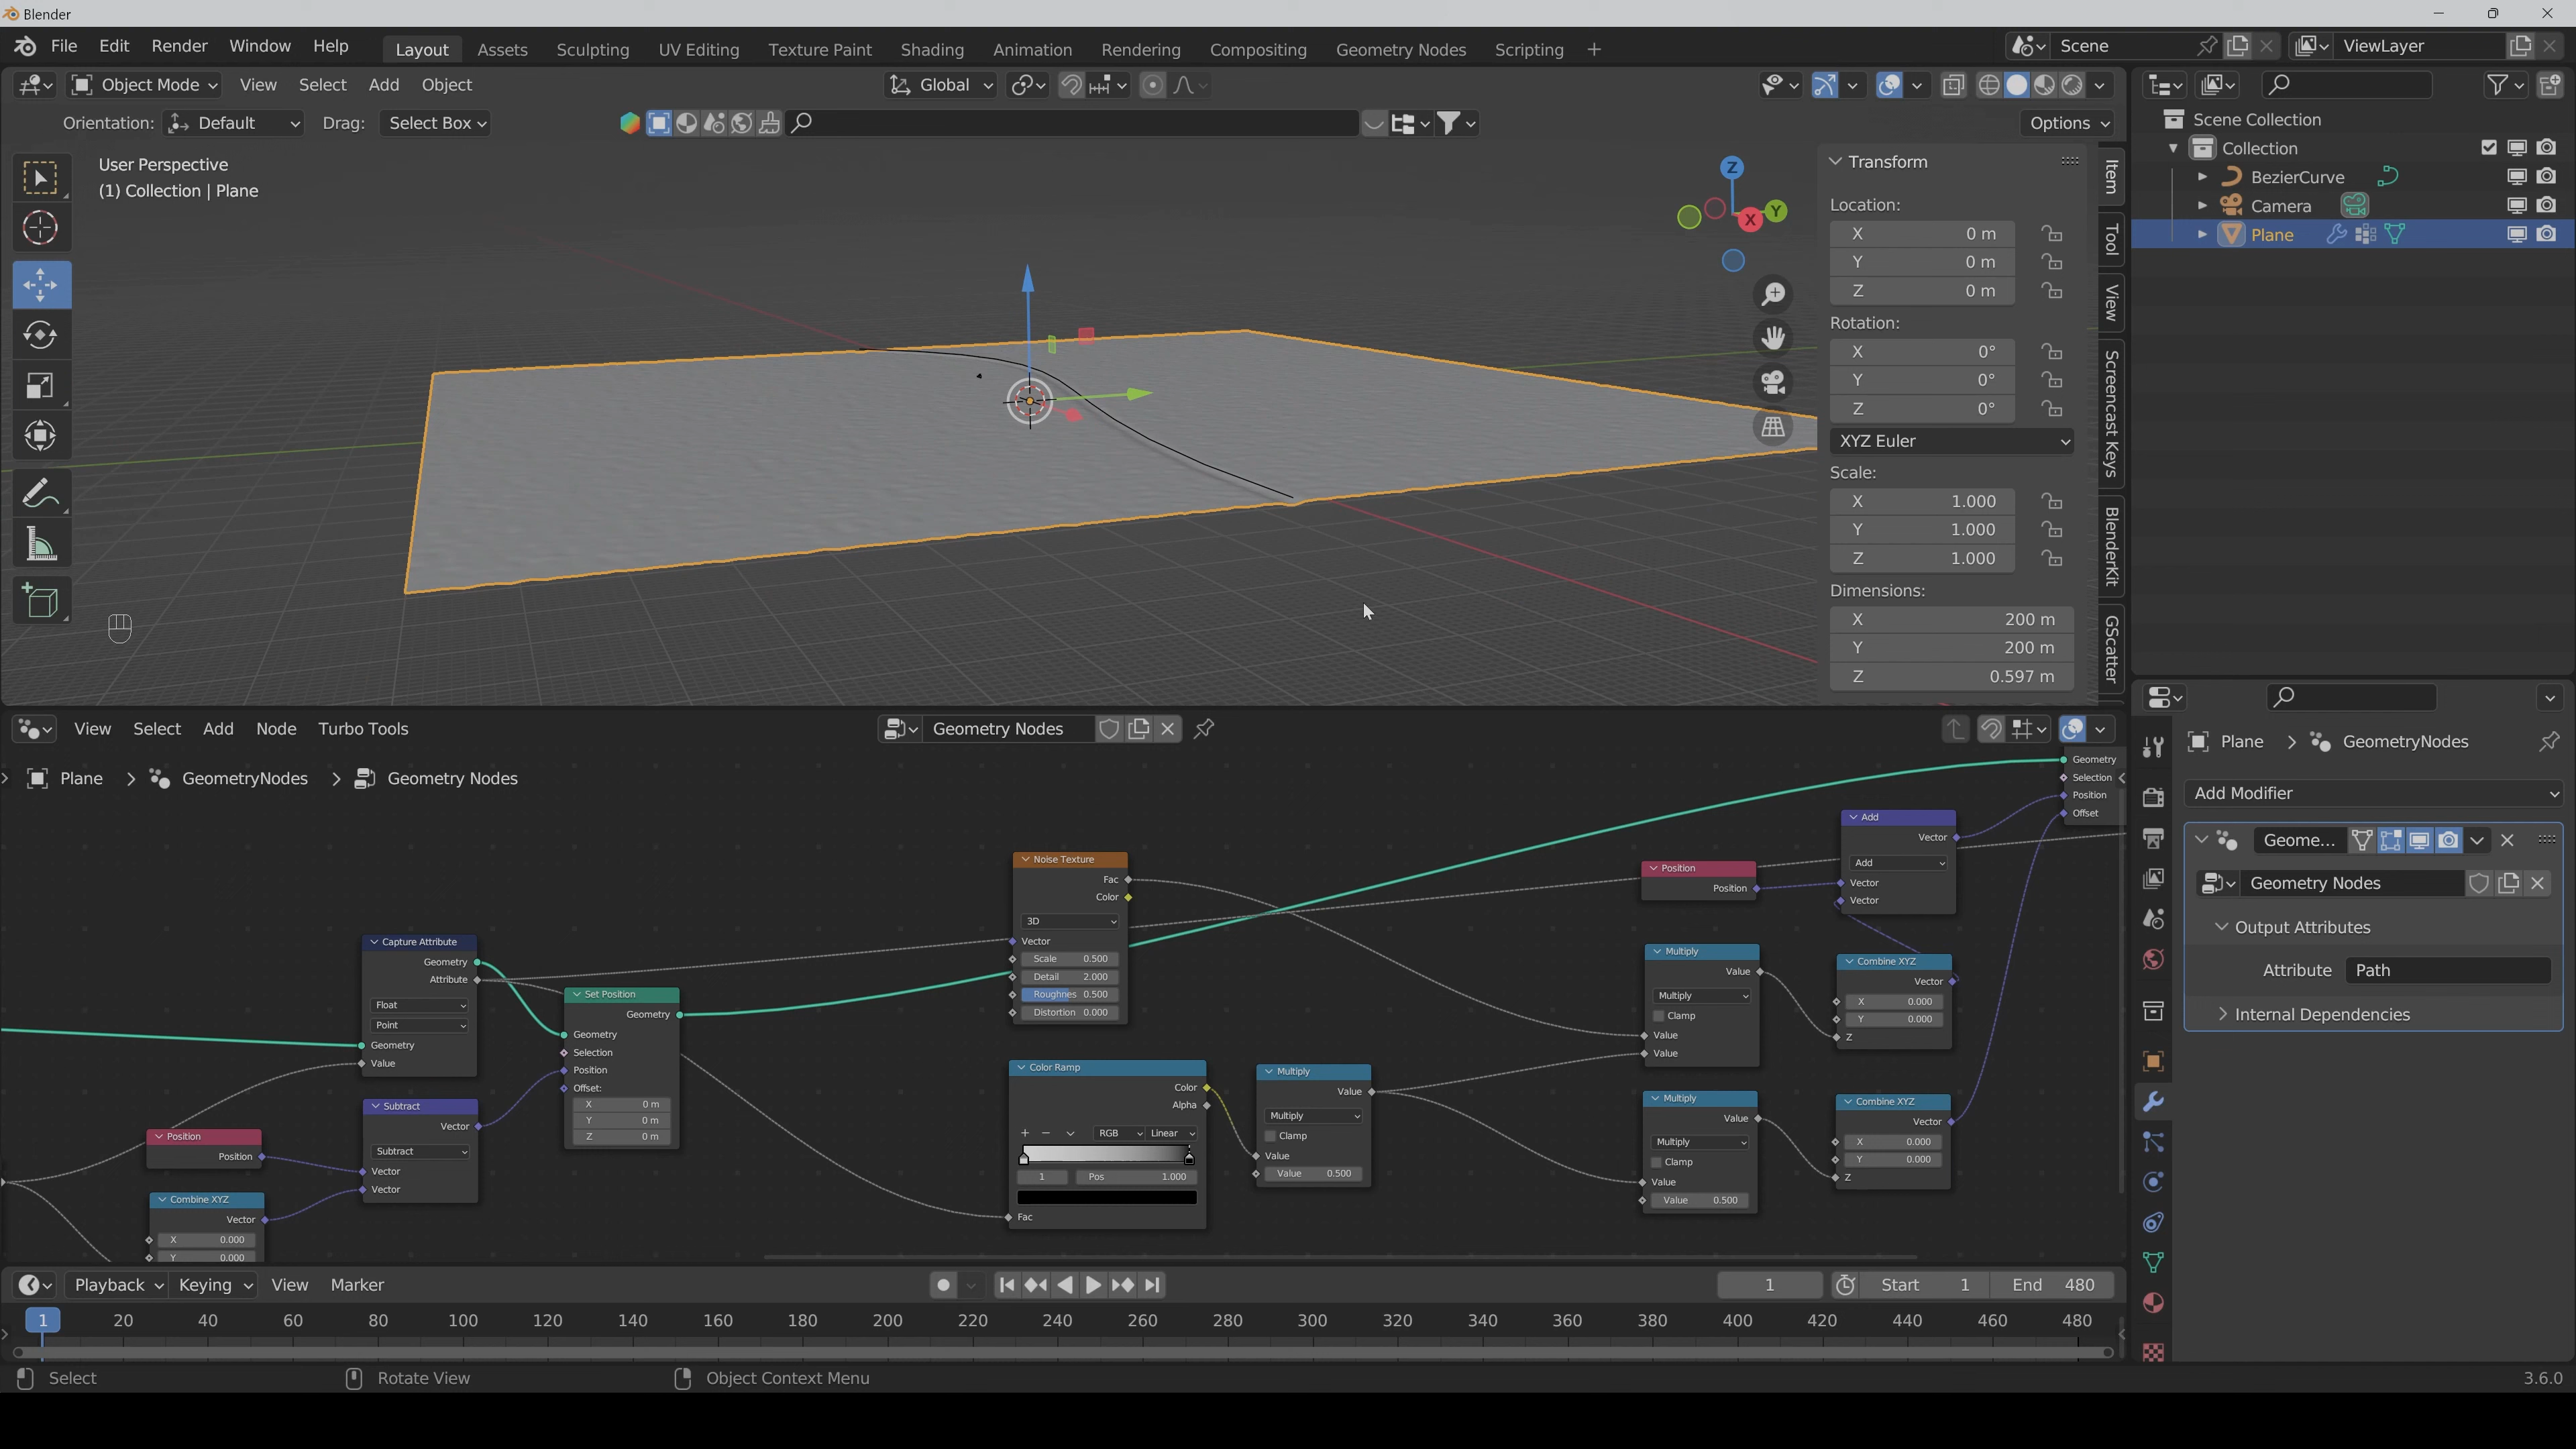 Blender
File Edit Render Window Help Layout Assets Sculpting UV Editing Texture Paint Shading Animation Rendering Compositing Geometry Nodes Scripting + Scene ViewLayer
Object Mode View Select Add Object Global
Orientation: Default Drag: Select Box Options
User Perspective
(1) Collection | Plane
Z
Y
X
Transform
Location:
X 0 m
Y 0 m
Z 0 m
Rotation:
X 0°
Y 0°
Z 0°
XYZ Euler
Scale:
X 1.000
Y 1.000
Z 1.000
Dimensions:
X 200 m
Y 200 m
Z 0.597 m
Item
Tool
View
Screencast Keys
BlenderKit
GScatter
Scene Collection
Collection
BezierCurve
Camera
Plane
View Select Add Node Turbo Tools Geometry Nodes
Plane > GeometryNodes > Geometry Nodes
Capture Attribute
Geometry
Attribute
Float
Point
Geometry
Value
Position
Position
Combine XYZ
Vector
X 0.000
Y 0.000
Subtract
Vector
Subtract
Vector
Vector
Set Position
Geometry
Geometry
Selection
Position
Offset:
X 0 m
Y 0 m
Z 0 m
Noise Texture
Fac
Color
3D
Vector
Scale 0.500
Detail 2.000
Roughnes 0.500
Distortion 0.000
Color Ramp
Color
Alpha
+ − RGB Linear
1 Pos 1.000
Fac
Multiply
Value
Multiply
Clamp
Value
Value 0.500
Position
Position
Multiply
Value
Multiply
Clamp
Value
Value
Multiply
Value
Multiply
Clamp
Value
Value 0.500
Add
Vector
Add
Vector
Vector
Combine XYZ
Vector
X 0.000
Y 0.000
Z
Combine XYZ
Vector
X 0.000
Y 0.000
Z
Geometry
Selection
Position
Offset
Plane > GeometryNodes
Add Modifier
Geome...
Geometry Nodes
Output Attributes
Attribute Path
Internal Dependencies
Playback Keying View Marker 1 Start 1 End 480
1 20 40 60 80 100 120 140 160 180 200 220 240 260 280 300 320 340 360 380 400 420 440 460 480
Select Rotate View Object Context Menu 3.6.0